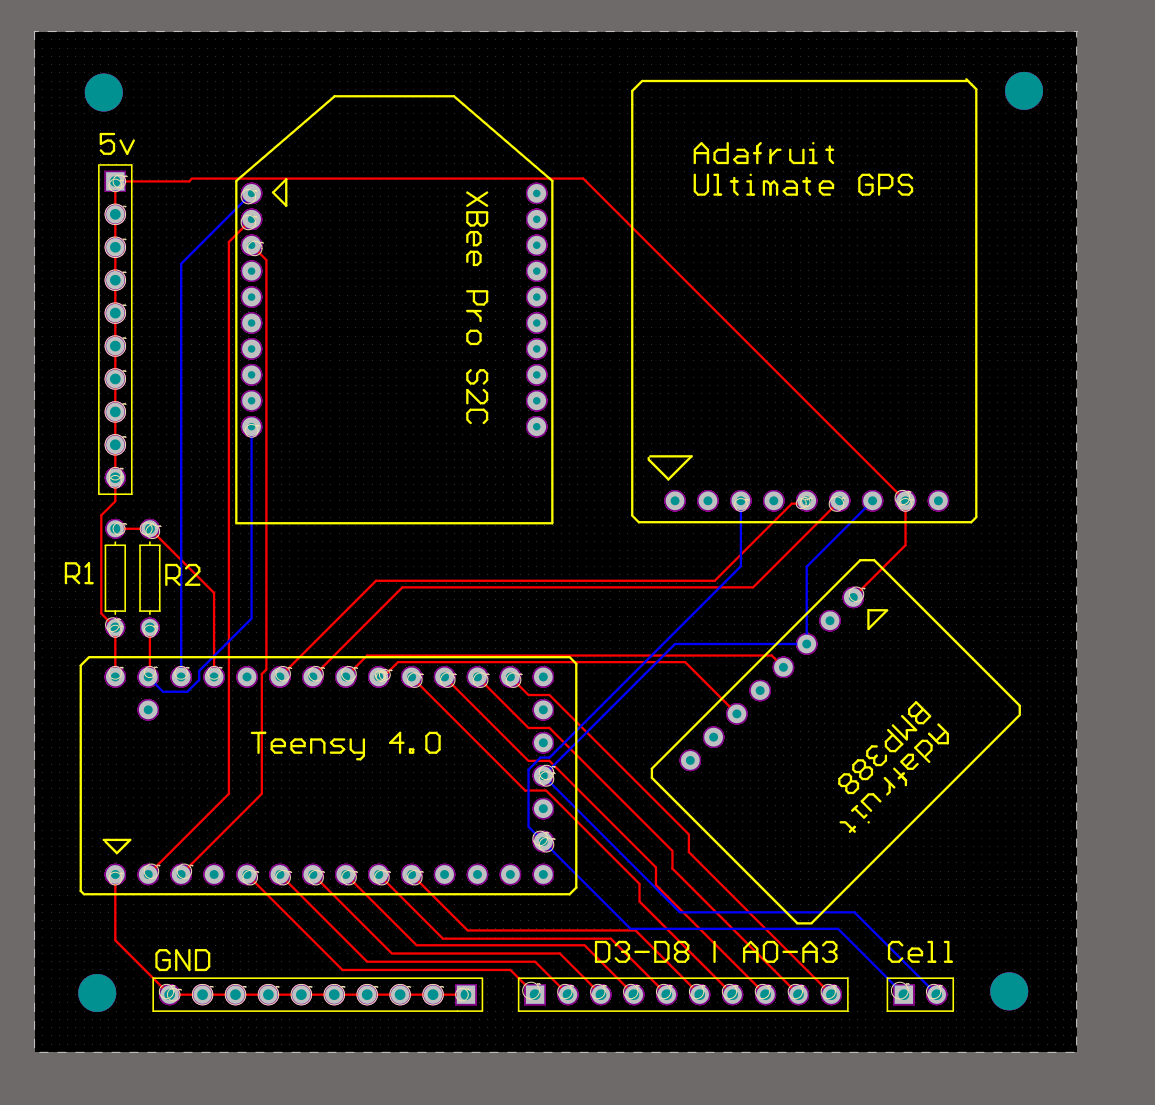 5v
Adafruit
Ultimate GPS
XBee Pro S2C
R1
R2
Teensy 4.0
Adafruit
BMP388
GND
D3-D8 | A0-A3
Cell